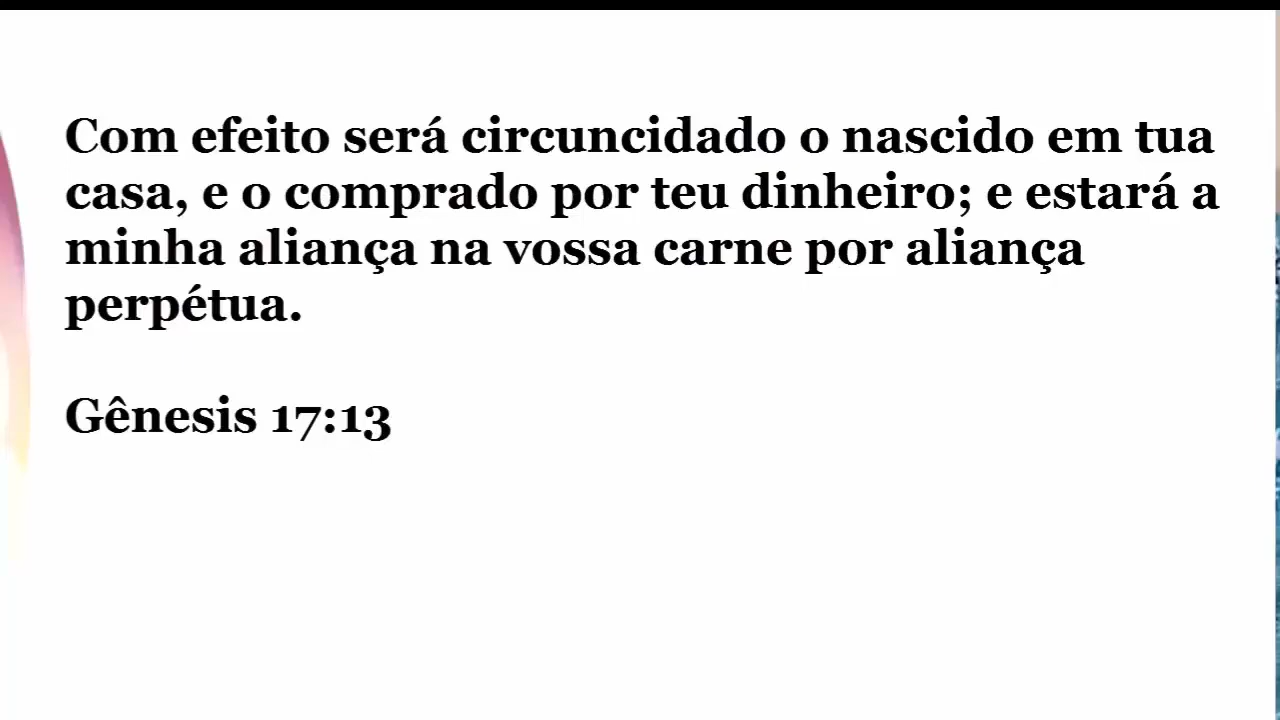 Com efeito será circuncidado o nascido em tua
casa, e o comprado por teu dinheiro; e estará a
minha aliança na vossa carne por aliança
perpétua.
Gênesis 17:13